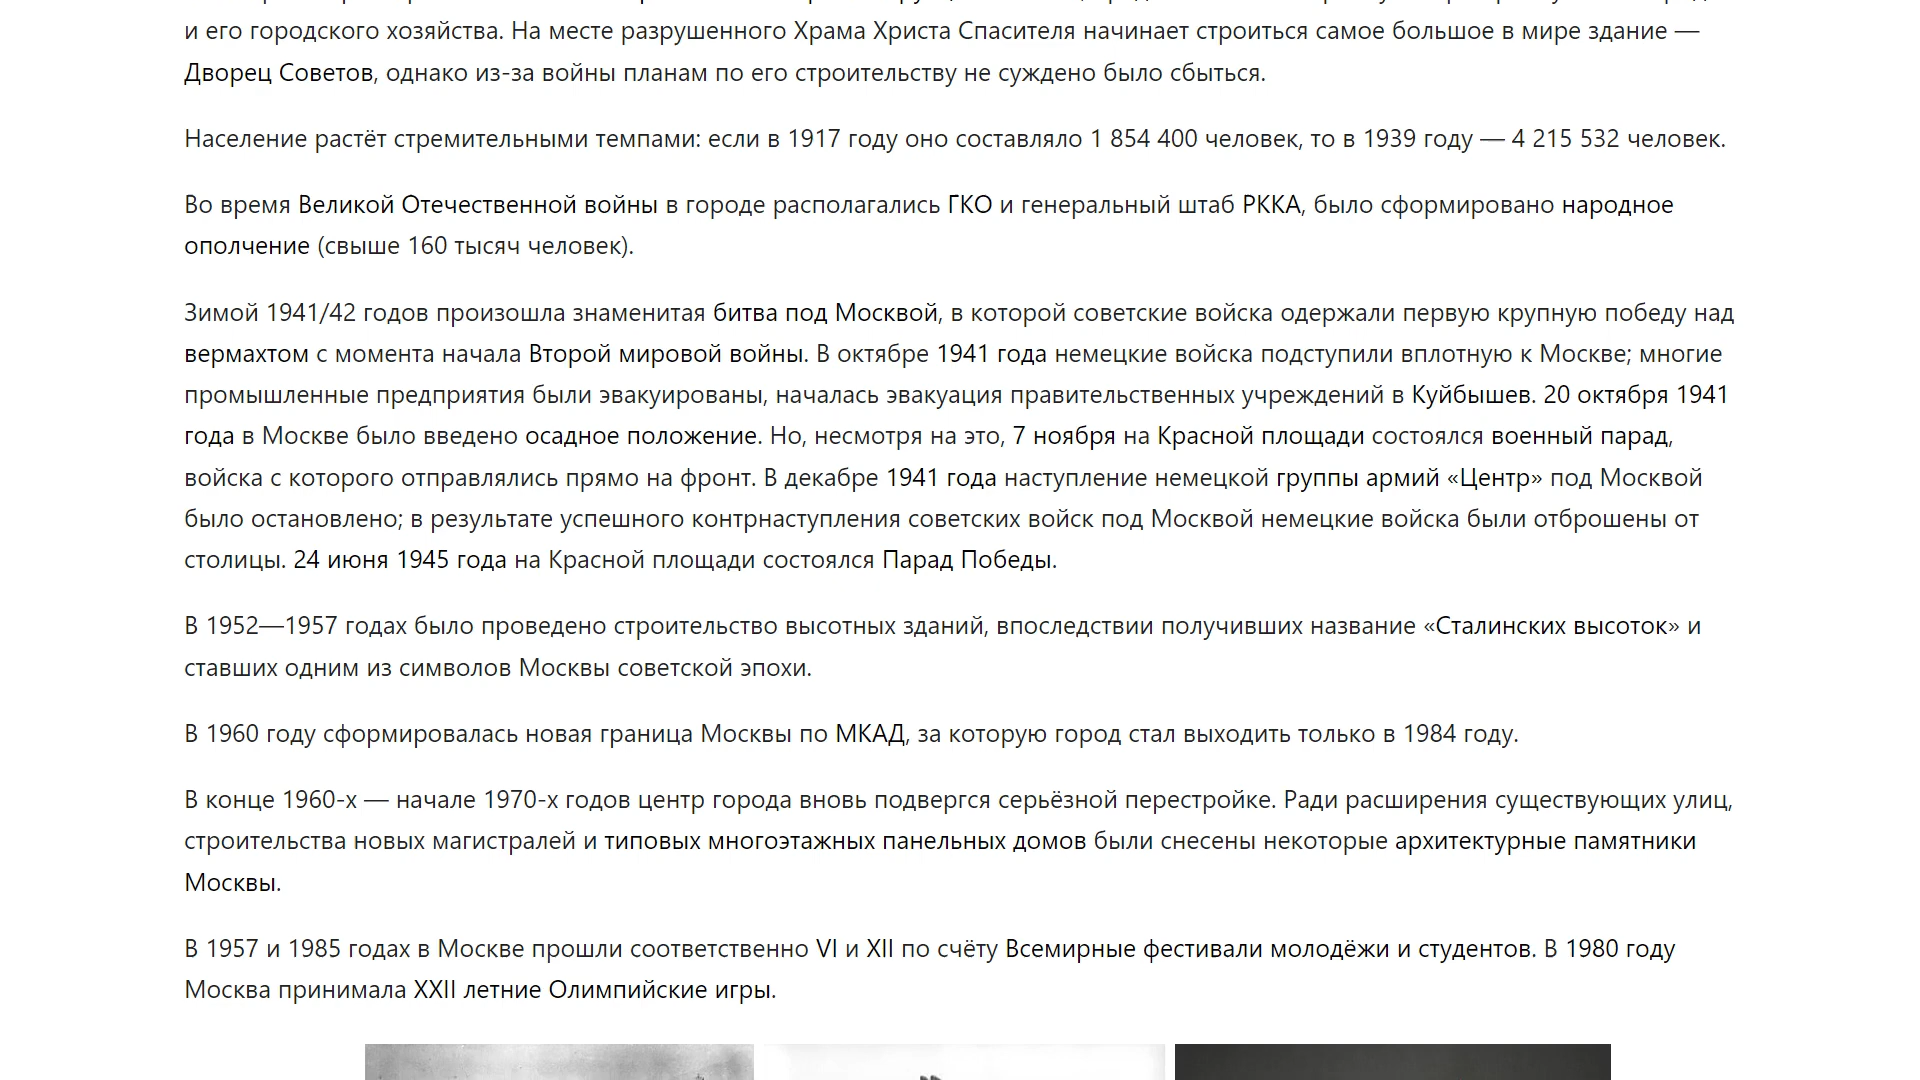 и его городского хозяйства. На месте разрушенного Храма Христа Спасителя начинает строиться самое большое в мире здание —
Дворец Советов, однако из-за войны планам по его строительству не суждено было сбыться.
Население растёт стремительными темпами: если в 1917 году оно составляло 1 854 400 человек, то в 1939 году — 4 215 532 человек.
Во время Великой Отечественной войны в городе располагались ГКО и генеральный штаб РККА, было сформировано народное
ополчение (свыше 160 тысяч человек).
Зимой 1941/42 годов произошла знаменитая битва под Москвой, в которой советские войска одержали первую крупную победу над
вермахтом с момента начала Второй мировой войны. В октябре 1941 года немецкие войска подступили вплотную к Москве; многие
промышленные предприятия были эвакуированы, началась эвакуация правительственных учреждений в Куйбышев. 20 октября 1941
года в Москве было введено осадное положение. Но, несмотря на это, 7 ноября на Красной площади состоялся военный парад,
войска с которого отправлялись прямо на фронт. В декабре 1941 года наступление немецкой группы армий «Центр» под Москвой
было остановлено; в результате успешного контрнаступления советских войск под Москвой немецкие войска были отброшены от
столицы. 24 июня 1945 года на Красной площади состоялся Парад Победы.
В 1952—1957 годах было проведено строительство высотных зданий, впоследствии получивших название «Сталинских высоток» и
ставших одним из символов Москвы советской эпохи.
В 1960 году сформировалась новая граница Москвы по МКАД, за которую город стал выходить только в 1984 году.
В конце 1960-х — начале 1970-х годов центр города вновь подвергся серьёзной перестройке. Ради расширения существующих улиц,
строительства новых магистралей и типовых многоэтажных панельных домов были снесены некоторые архитектурные памятники
Москвы.
В 1957 и 1985 годах в Москве прошли соответственно VI и XII по счёту Всемирные фестивали молодёжи и студентов. В 1980 году
Москва принимала XXII летние Олимпийские игры.